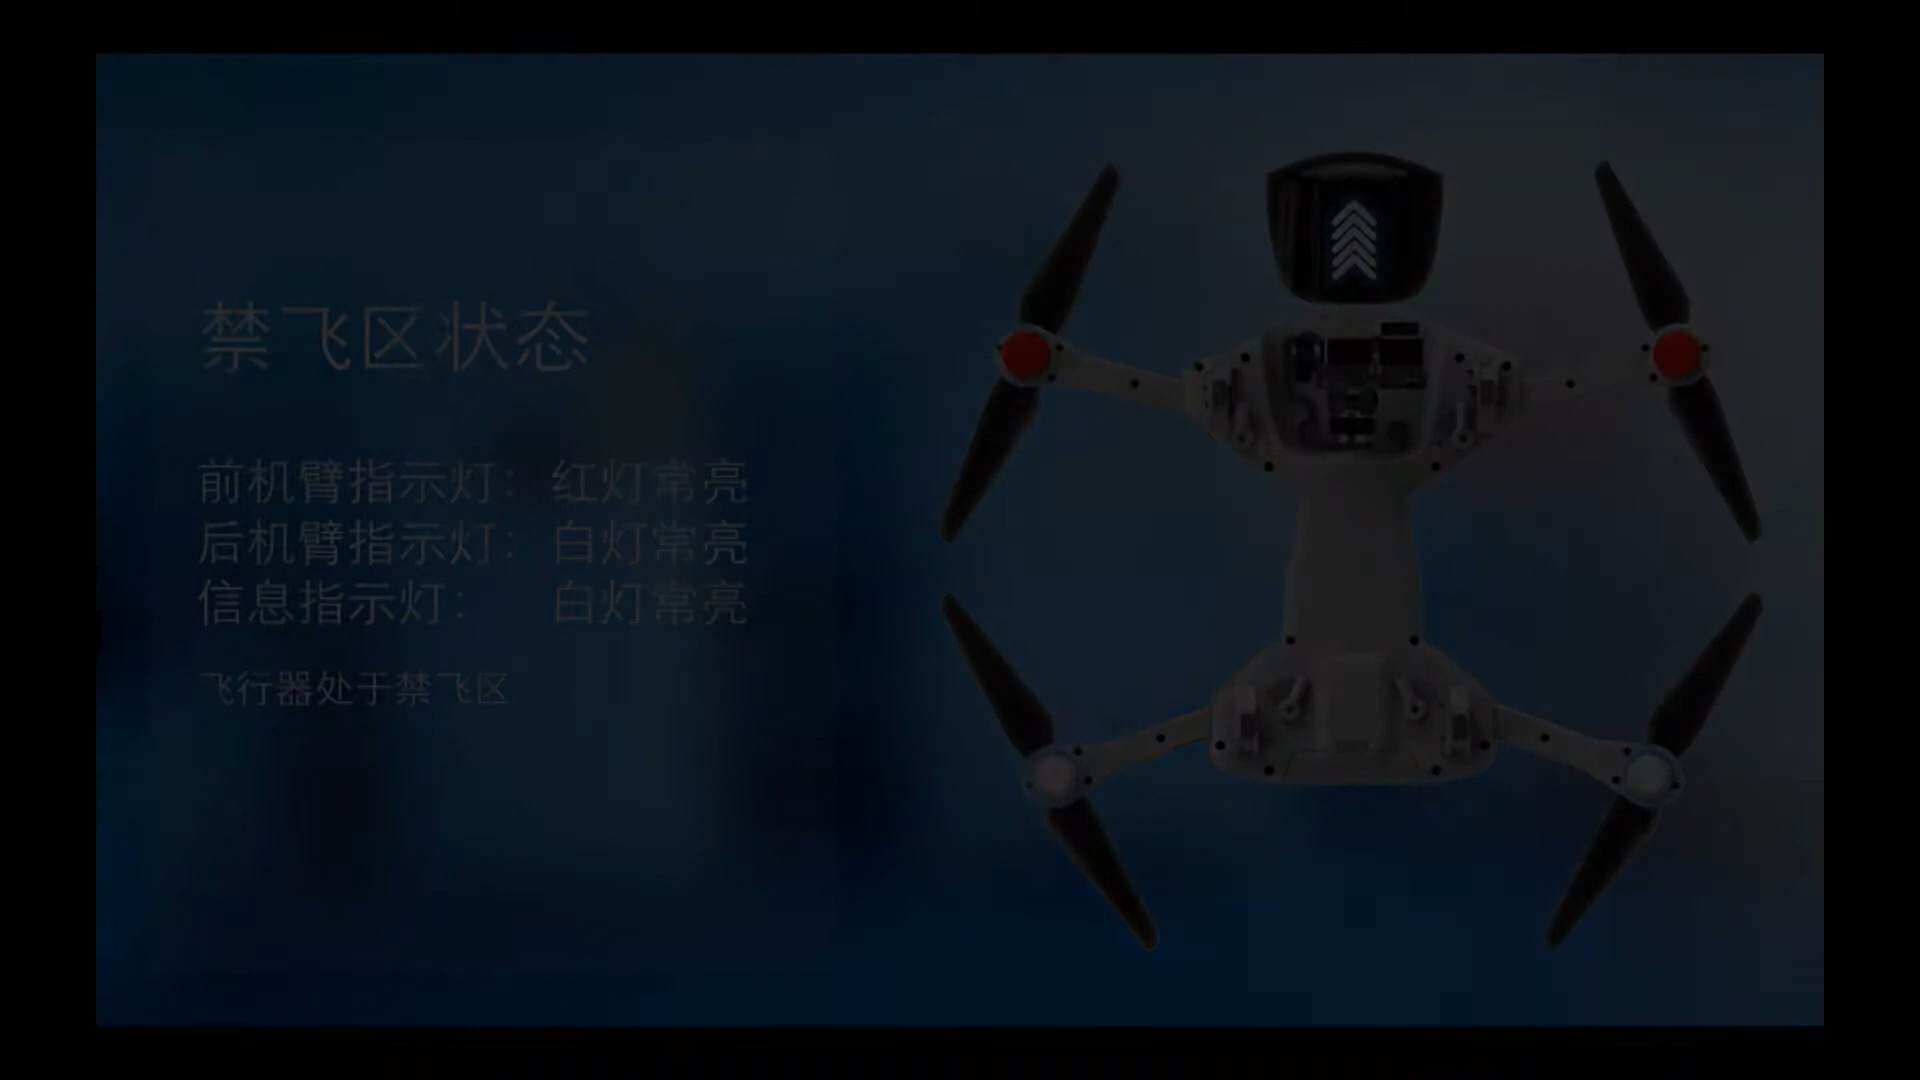 禁飞区状态
前机臂指示灯： 红灯常亮
后机臂指示灯： 白灯常亮
信息指示灯： 白灯常亮
飞行器处于禁飞区